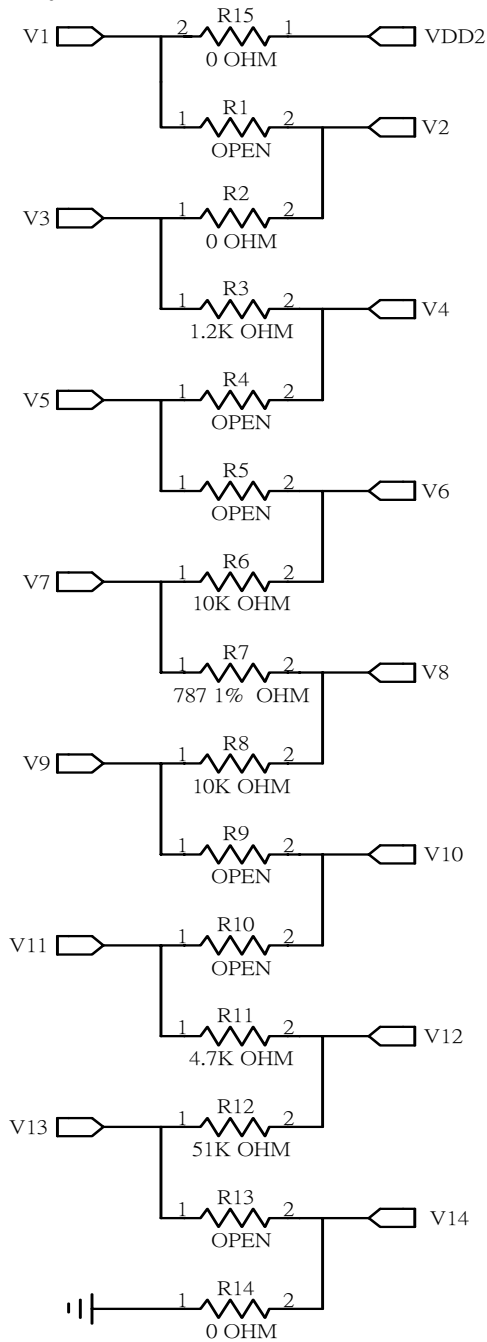 R15
V1 2 1 VDD2
0 OHM
R1
1 2 V2
OPEN
R2
V3 1 2
0 OHM
R3
1 2 V4
1.2K OHM
R4
V5 1 2
OPEN
R5
1 2 V6
OPEN
R6
V7 1 2
10K OHM
R7
1 2 V8
787 1% OHM
R8
V9 1 2
10K OHM
R9
1 2 V10
OPEN
R10
V11 1 2
OPEN
R11
1 2 V12
4.7K OHM
R12
V13 1 2
51K OHM
R13
1 2 V14
OPEN
R14
1 2
0 OHM